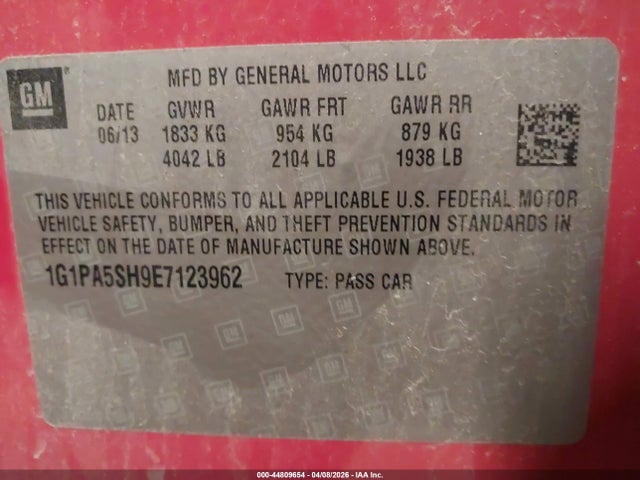 GM
MFD BY GENERAL MOTORS LLC
DATE GVWR GAWR FRT GAWR RR
06/13 1833 KG 954 KG 879 KG
4042 LB 2104 LB 1938 LB
THIS VEHICLE CONFORMS TO ALL APPLICABLE U.S. FEDERAL MOTOR
VEHICLE SAFETY, BUMPER, AND THEFT PREVENTION STANDARDS IN
EFFECT ON THE DATE OF MANUFACTURE SHOWN ABOVE.
1G1PA5SH9E7123962 TYPE: PASS CAR
000-44809654 | 04/08/2026 | ©IAA Inc.